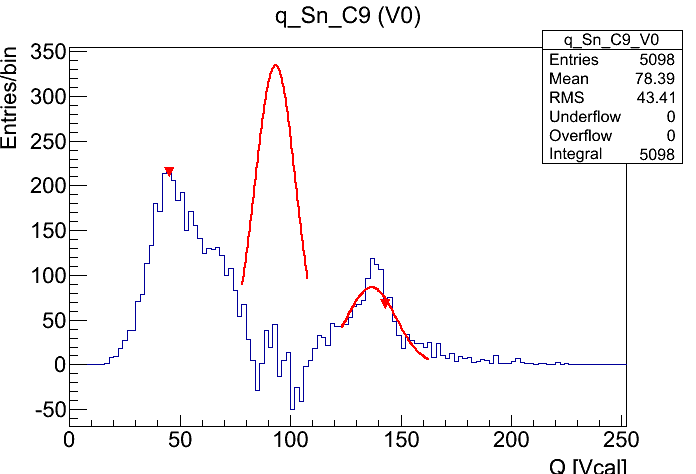 q_Sn_C9 (V0)
q_Sn_C9_V0
Entries 5098
Mean 78.39
RMS 43.41
Underflow 0
Overflow 0
Integral 5098
Entries/bin
350
300
250
200
150
100
50
0
-50
0 50 100 150 200 250
Q [Vcal]